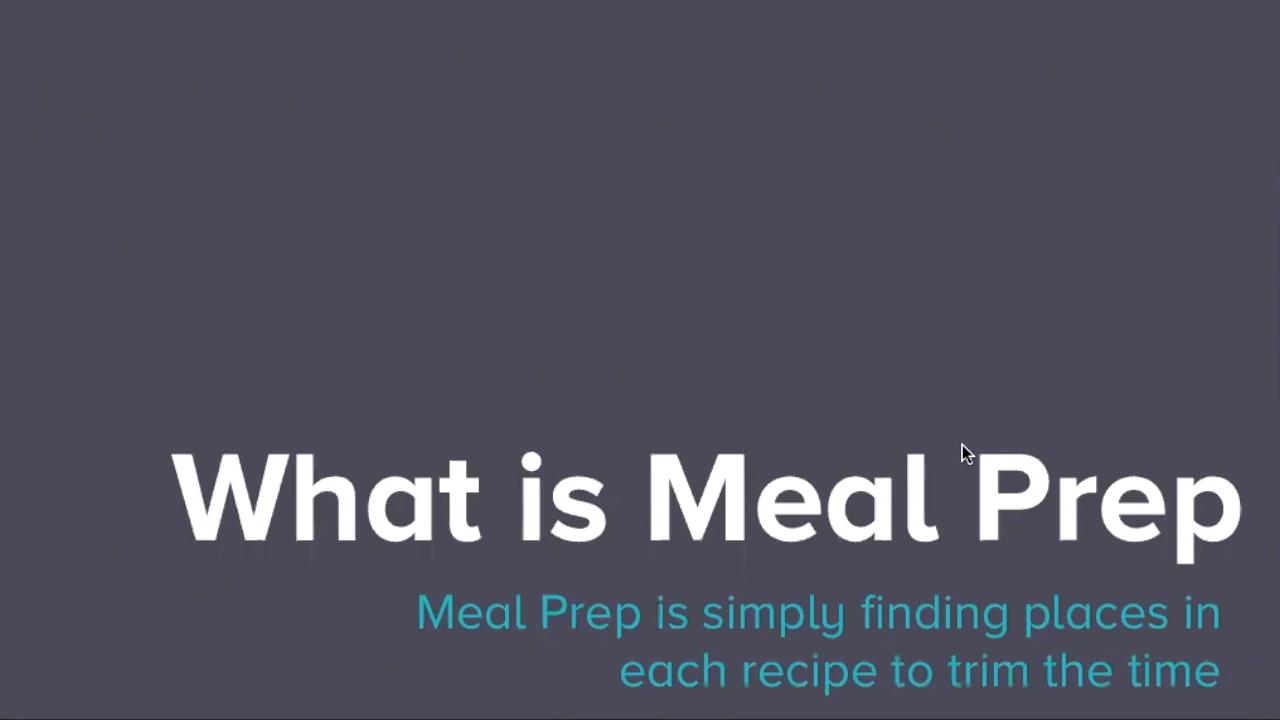 What is Meal Prep
Meal Prep is simply finding places in
each recipe to trim the time